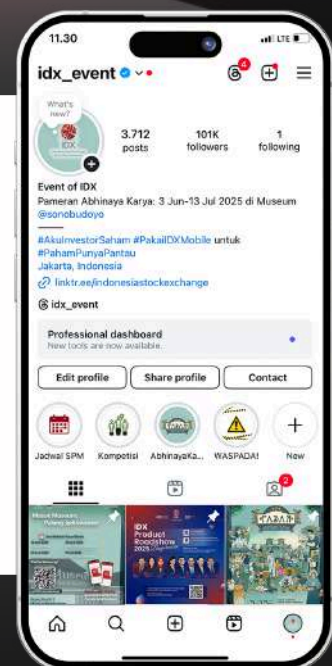 11.30
LTE
idx_event
4
What's
new?
IDX
3.712
posts
101K
followers
1
following
Event of IDX
Pameran Abhinaya Karya: 3 Jun-13 Jul 2025 di Museum
@sonobudoyo
#AkuInvestorSaham #PakaiIDXMobile untuk
#PahamPunyaPantau
Jakarta, Indonesia
linktr.ee/indonesiastockexchange
idx_event
Professional dashboard
New tools are now available.
Edit profile
Share profile
Contact
Jadwal SPM
Kompetisi
AbhinayaKa...
WASPADA!
New
2
IDX
Product
Roadshow
2025